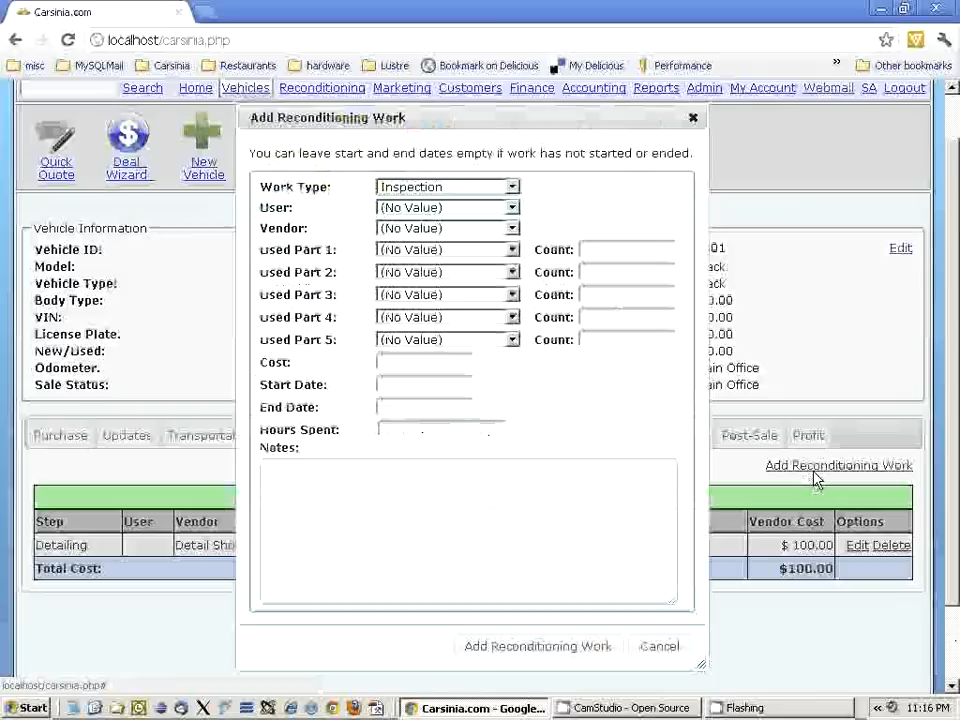 Carsinia.com
localhost/carsinia.php
misc MySQLMail Carsinia Restaurants hardware Lustre Bookmark on Delicious My Delicious Performance » Other bookmarks
Search Home Vehicles Reconditioning Marketing Customers Finance Accounting Reports Admin My Account Webmail SA Logout
Add Reconditioning Work
Quick Quote
Deal Wizard
New Vehicle
You can leave start and end dates empty if work has not started or ended.
Work Type: Inspection
User: (No Value)
Vendor: (No Value)
Used Part 1: (No Value) Count:
Used Part 2: (No Value) Count:
Used Part 3: (No Value) Count:
Used Part 4: (No Value) Count:
Used Part 5: (No Value) Count:
Cost:
Start Date:
End Date:
Hours Spent:
Notes:
Add Reconditioning Work Cancel
Vehicle Information
Vehicle ID: 01 Edit
Model:
Vehicle Type:
Body Type: 0.00
VIN: .00
License Plate. .00
New/Used: .00
Odometer. in Office
Sale Status: in Office
Purchase Updates Transporta Post-Sale Profit
Add Reconditioning Work
Step User Vendor Vendor Cost Options
Detailing Detail Sho $ 100.00 Edit Delete
Total Cost: $100.00
localhost/carsinia.php#
Start Carsinia.com - Google... CamStudio - Open Source Flashing « 11:16 PM